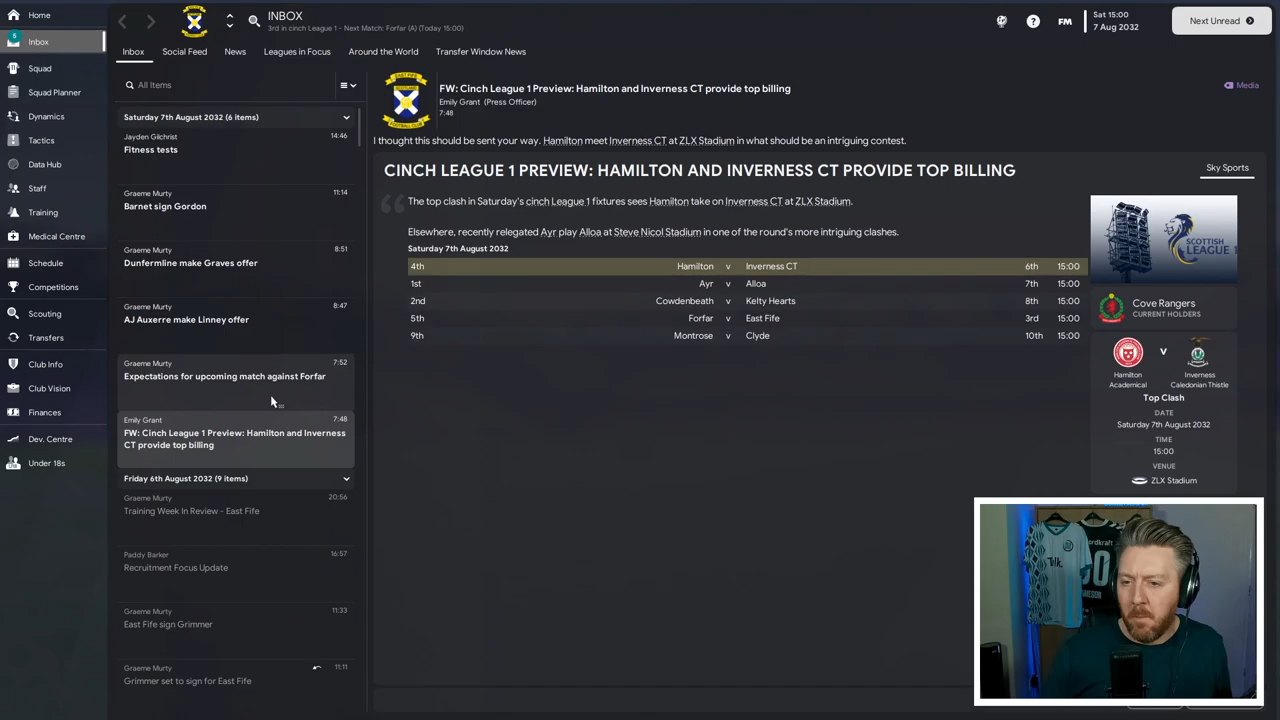 Home
Inbox
Squad
Squad Planner
Dynamics
Tactics
Data Hub
Staff
Training
Medical Centre
Schedule
Competitions
Scouting
Transfers
Club Info
Club Vision
Finances
Dev. Centre
Under 18s
INBOX
3rd in cinch League 1 - Next Match: Forfar (A) (Today 15:00)
FM
Sat 15:00
7 Aug 2032
Next Unread
Inbox
Social Feed
News
Leagues in Focus
Around the World
Transfer Window News
All Items
Saturday 7th August 2032 (6 items)
Jayden Gilchrist 14:46
Fitness tests
Graeme Murty 11:14
Barnet sign Gordon
Graeme Murty 8:51
Dunfermline make Graves offer
Graeme Murty 8:47
AJ Auxerre make Linney offer
Graeme Murty 7:52
Expectations for upcoming match against Forfar
Emily Grant 7:48
FW: Cinch League 1 Preview: Hamilton and Inverness
CT provide top billing
Friday 6th August 2032 (9 items)
Graeme Murty 20:56
Training Week In Review - East Fife
Paddy Barker 16:57
Recruitment Focus Update
Graeme Murty 11:33
East Fife sign Grimmer
Graeme Murty 11:11
Grimmer set to sign for East Fife
FW: Cinch League 1 Preview: Hamilton and Inverness CT provide top billing
Emily Grant (Press Officer)
7:48
Media
I thought this should be sent your way. Hamilton meet Inverness CT at ZLX Stadium in what should be an intriguing contest.
CINCH LEAGUE 1 PREVIEW: HAMILTON AND INVERNESS CT PROVIDE TOP BILLING
Sky Sports
The top clash in Saturday's cinch League 1 fixtures sees Hamilton take on Inverness CT at ZLX Stadium.
Elsewhere, recently relegated Ayr play Alloa at Steve Nicol Stadium in one of the round's more intriguing clashes.
Saturday 7th August 2032
4th Hamilton v Inverness CT 6th 15:00
1st Ayr v Alloa 7th 15:00
2nd Cowdenbeath v Kelty Hearts 8th 15:00
5th Forfar v East Fife 3rd 15:00
9th Montrose v Clyde 10th 15:00
SCOTTISH
LEAGUE 1
Cove Rangers
CURRENT HOLDERS
V
Hamilton
Academical
Inverness
Caledonian Thistle
Top Clash
DATE
Saturday 7th August 2032
TIME
15:00
VENUE
ZLX Stadium